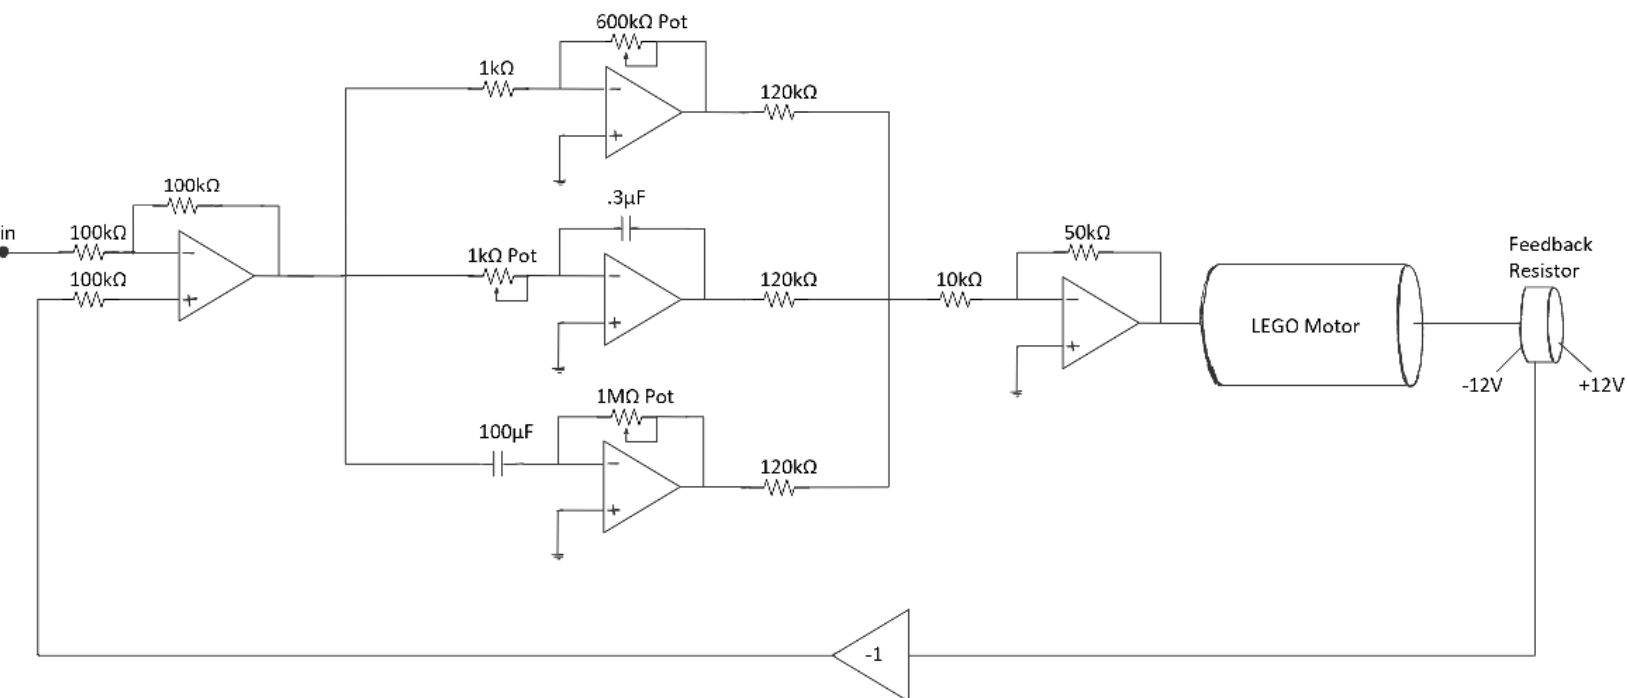 600kΩ Pot
1kΩ
120kΩ
100kΩ
.3µF
in
100kΩ
50kΩ
Feedback
Resistor
1kΩ Pot
100kΩ
120kΩ
10kΩ
LEGO Motor
-12V
+12V
1MΩ Pot
100µF
120kΩ
-1